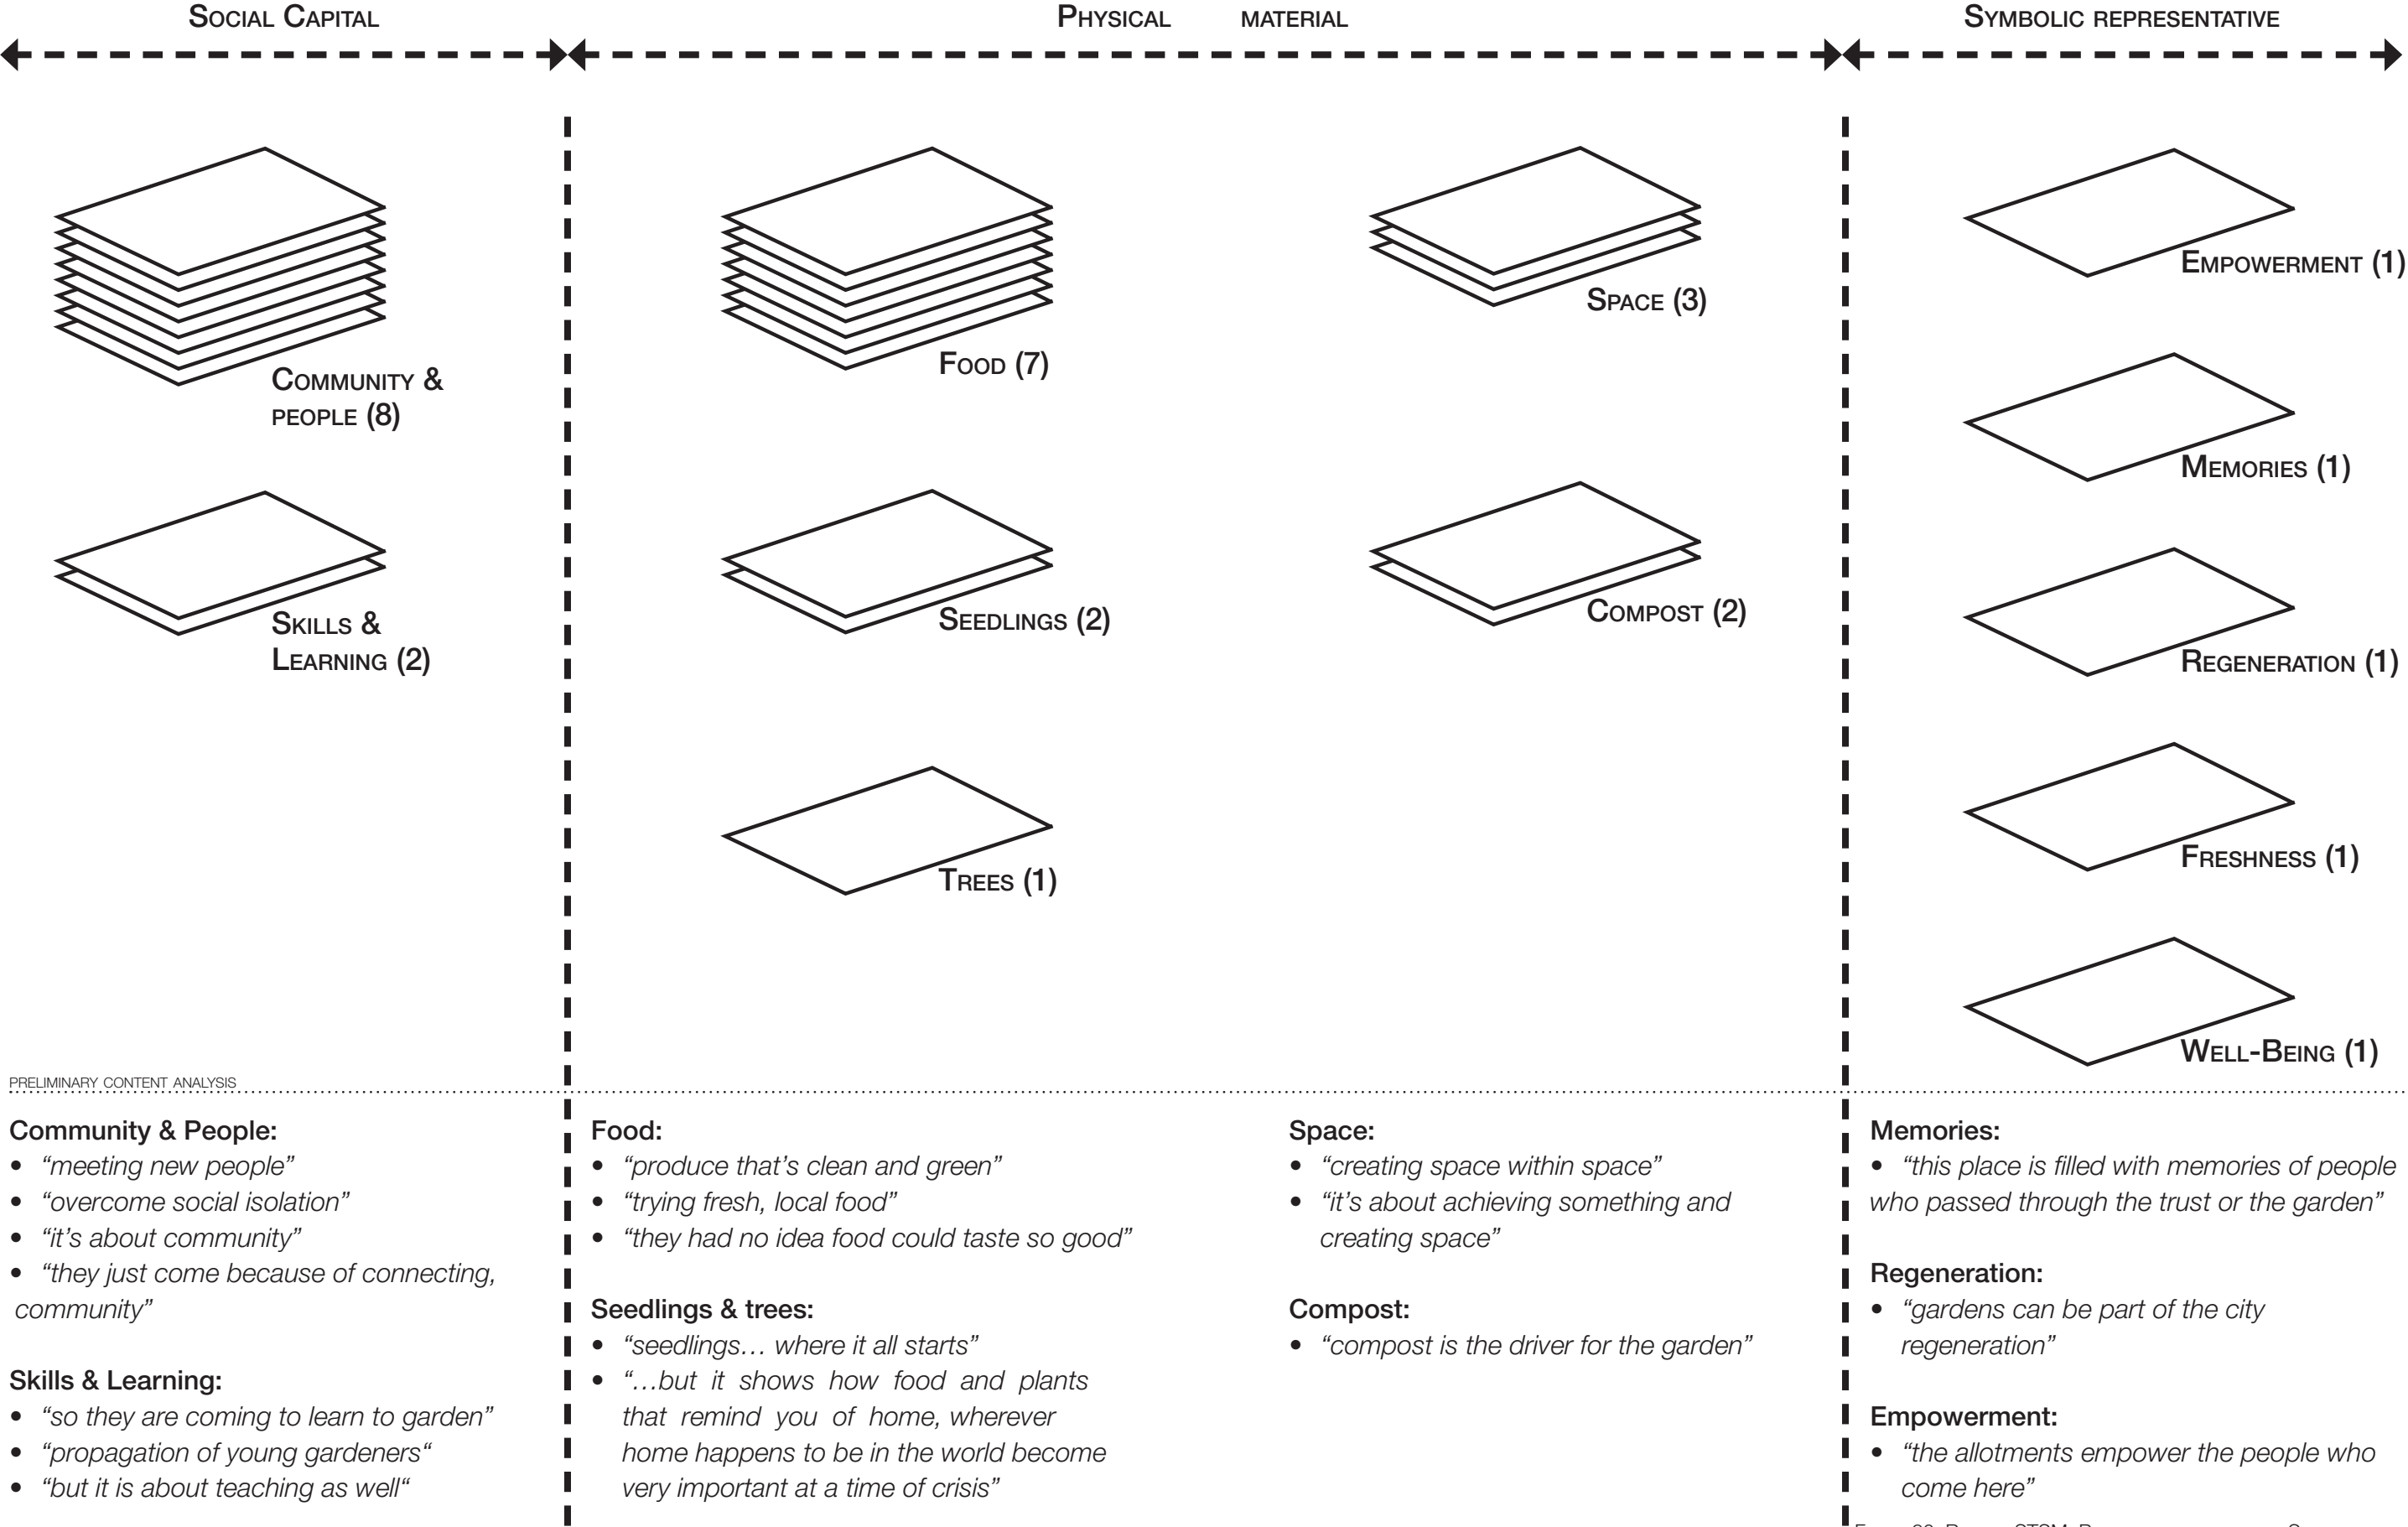 Social Capital
Physical material
Symbolic representative
Community &
people (8)
Skills &
Learning (2)
Food (7)
Seedlings (2)
Trees (1)
Space (3)
Compost (2)
Empowerment (1)
Memories (1)
Regeneration (1)
Freshness (1)
Well-Being (1)
preliminary content analysis
Community & People:
• “meeting new people”
• “overcome social isolation”
• “it’s about community”
• “they just come because of connecting,
community”
Skills & Learning:
• “so they are coming to learn to garden”
• “propagation of young gardeners“
• “but it is about teaching as well“
Food:
• “produce that’s clean and green”
• “trying fresh, local food”
• “they had no idea food could taste so good”
Seedlings & trees:
• “seedlings… where it all starts”
• “…but it shows how food and plants
that remind you of home, wherever
home happens to be in the world become
very important at a time of crisis”
Space:
• “creating space within space”
• “it’s about achieving something and
creating space”
Compost:
• “compost is the driver for the garden”
Memories:
• “this place is filled with memories of people
who passed through the trust or the garden”
Regeneration:
• “gardens can be part of the city
regeneration”
Empowerment:
• “the allotments empower the people who
come here”